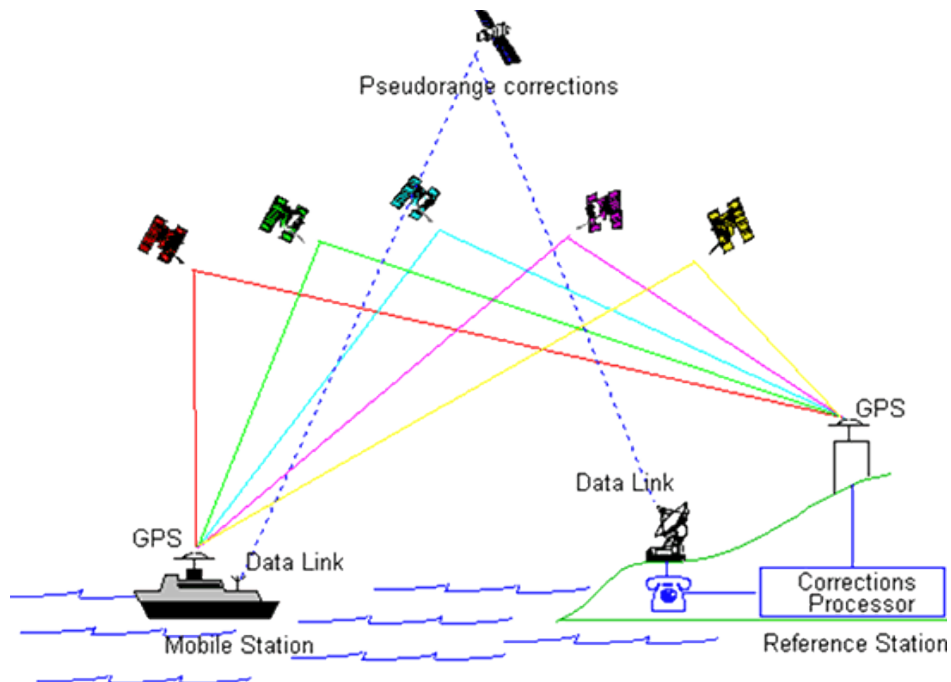 Pseudorange corrections
GPS
Data Link
GPS
Data Link
Corrections
Processor
Mobile Station
Reference Station